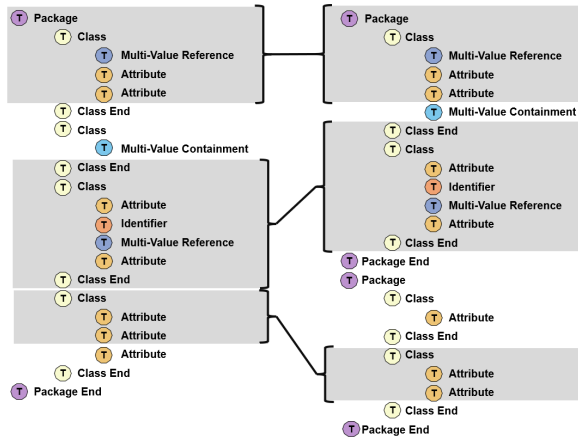 T Package
T Class
T Multi-Value Reference
T Attribute
T Attribute
T Class End
T Class
T Multi-Value Containment
T Class End
T Class
T Attribute
T Identifier
T Multi-Value Reference
T Attribute
T Class End
T Class
T Attribute
T Attribute
T Attribute
T Class End
T Package End
T Package
T Class
T Multi-Value Reference
T Attribute
T Attribute
T Multi-Value Containment
T Class End
T Class
T Attribute
T Identifier
T Multi-Value Reference
T Attribute
T Class End
T Package End
T Package
T Class
T Attribute
T Class End
T Class
T Attribute
T Attribute
T Class End
T Package End